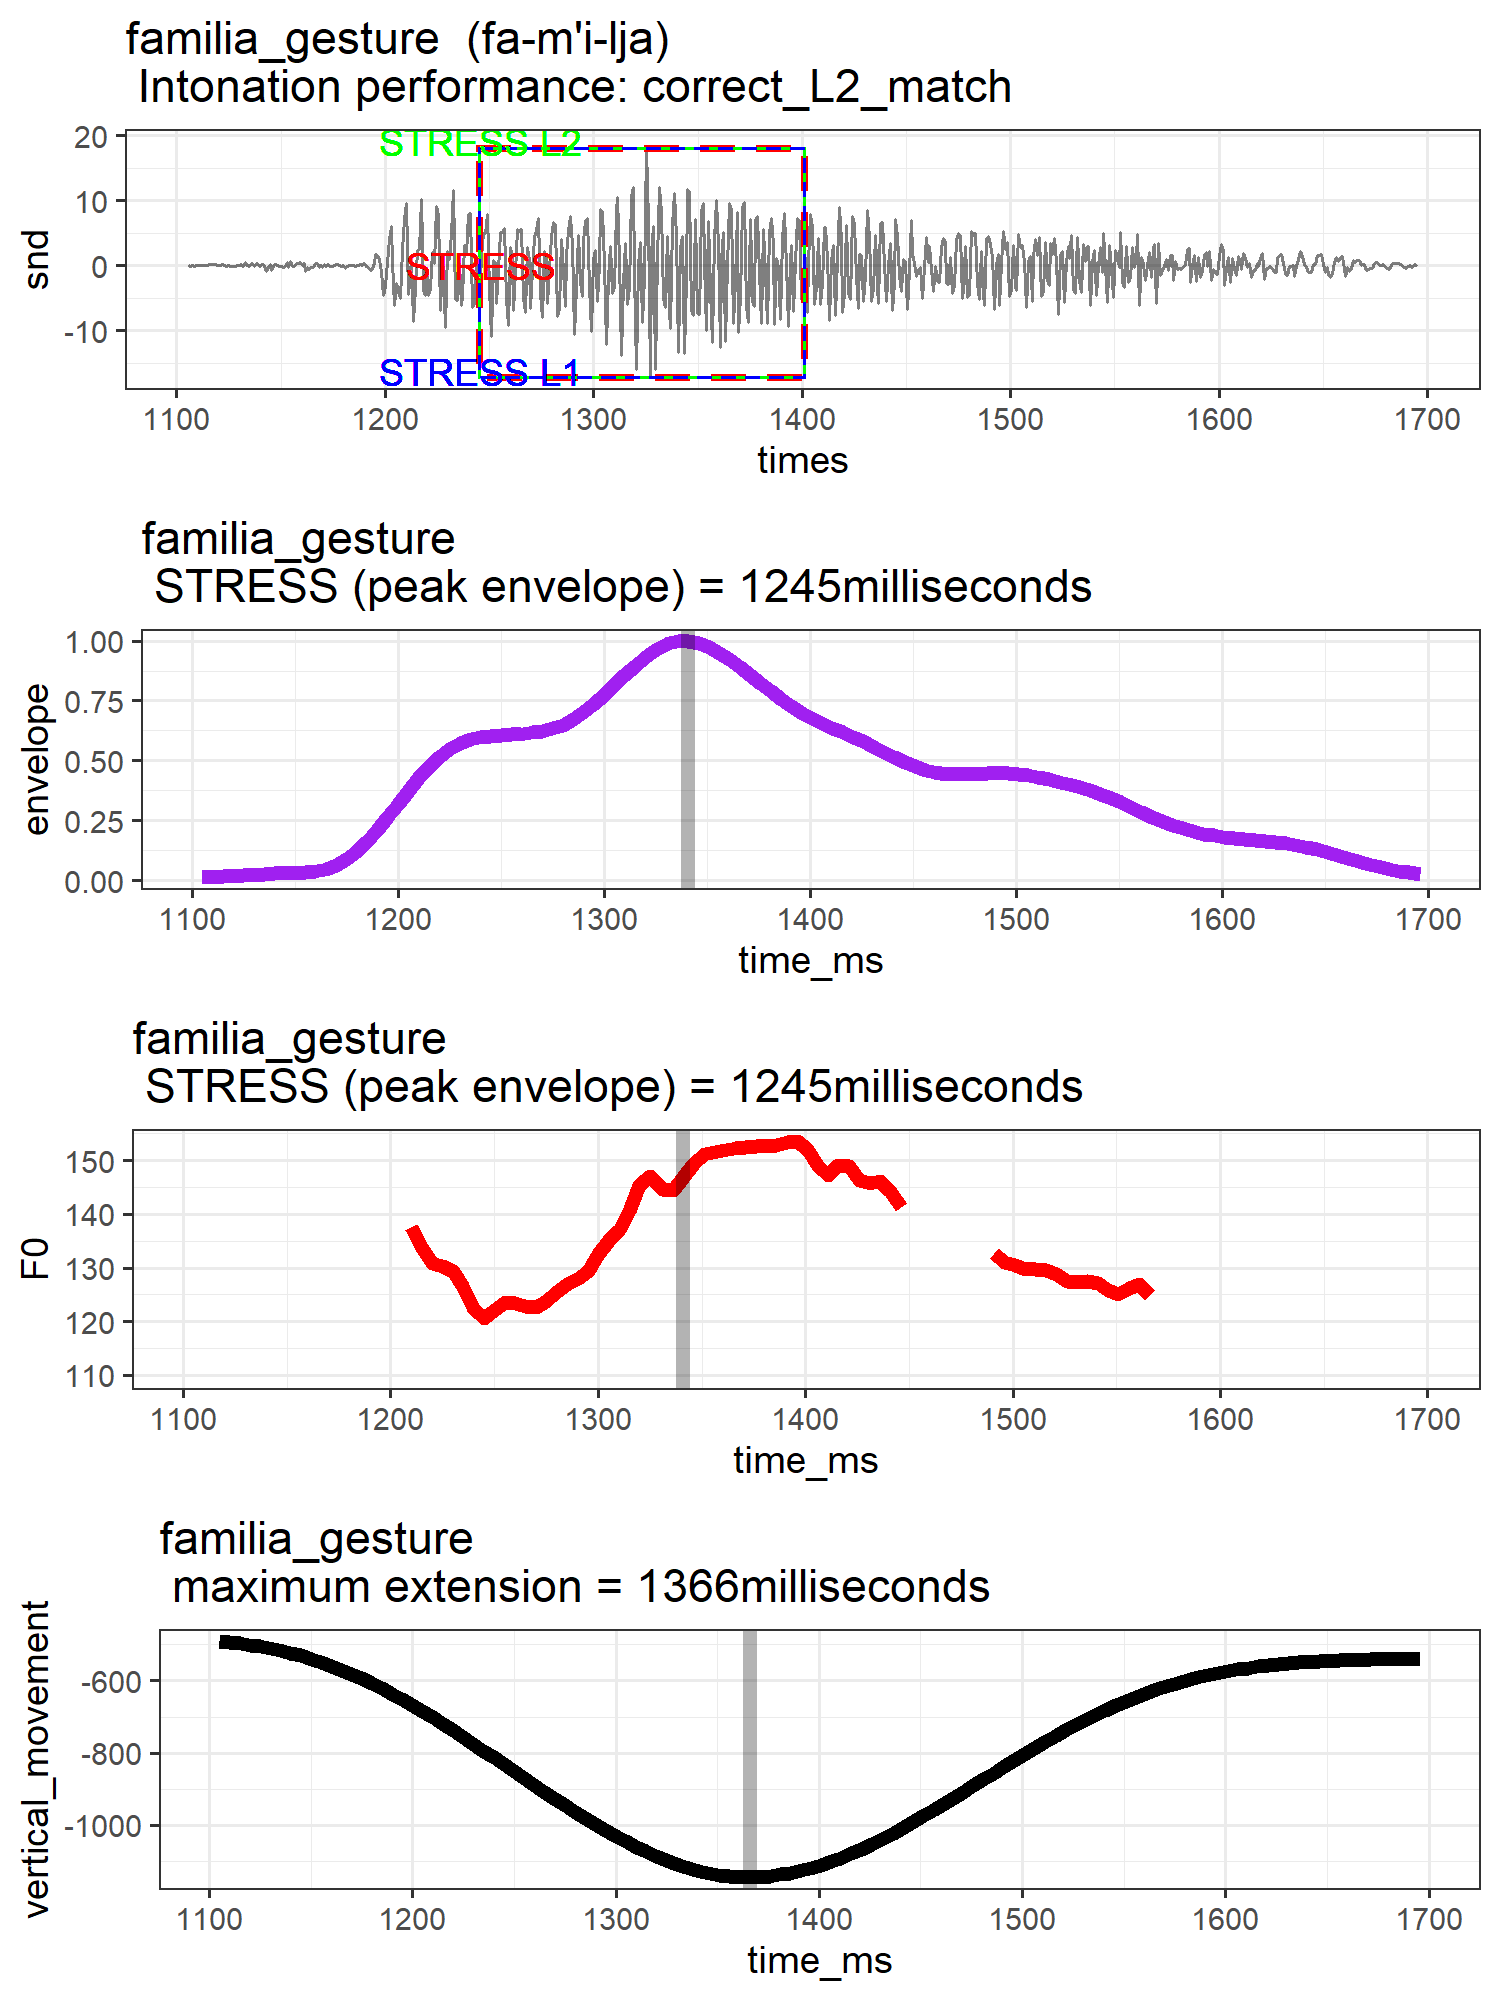 familia_gesture  (fa-m'i-lja)
Intonation performance: correct_L2_match
20
10
0
-10
snd
STRESS L2
STRESS
STRESS L1
1100 1200 1300 1400 1500 1600 1700
times
familia_gesture
STRESS (peak envelope) = 1245milliseconds
1.00
0.75
0.50
0.25
0.00
envelope
1100 1200 1300 1400 1500 1600 1700
time_ms
familia_gesture
STRESS (peak envelope) = 1245milliseconds
150
140
130
120
110
F0
1100 1200 1300 1400 1500 1600 1700
time_ms
familia_gesture
maximum extension = 1366milliseconds
-600
-800
-1000
vertical_movement
1100 1200 1300 1400 1500 1600 1700
time_ms